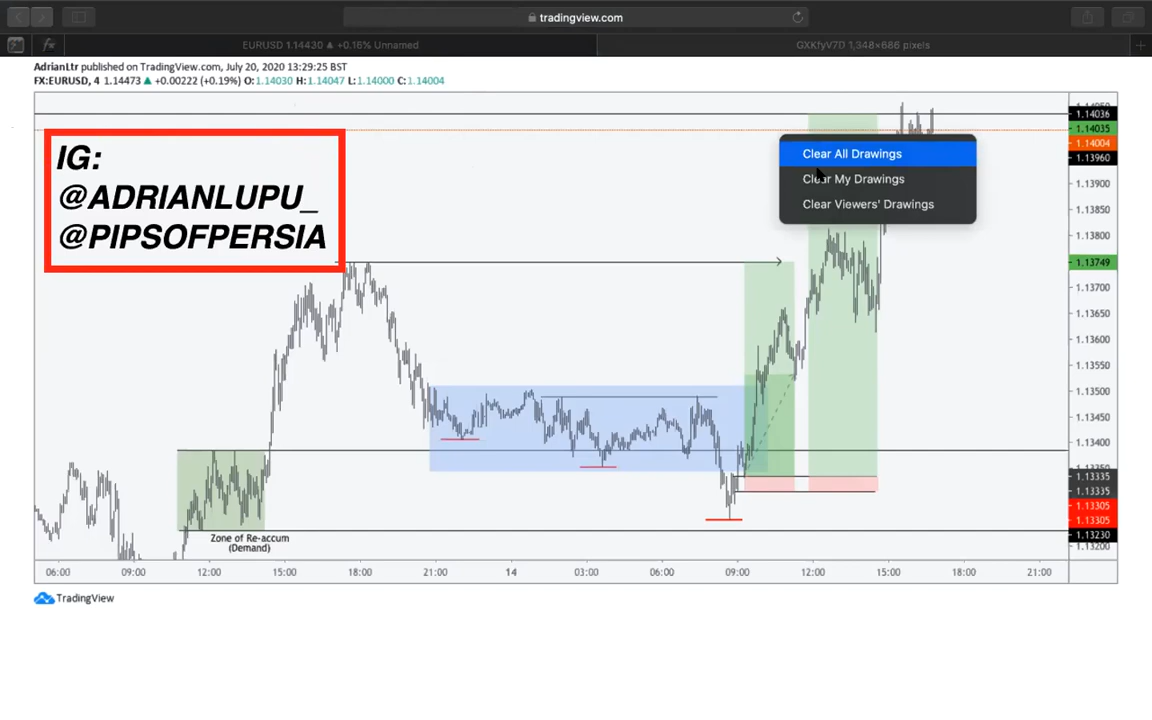 tradingview.com
EURUSD 1.14430 ▲ +0.16% Unnamed
GXKfyV7D 1,348×686 pixels
AdrianLtr published on TradingView.com, July 20, 2020 13:29:25 BST
FX:EURUSD, 4 1.14473 ▲ +0.00222 (+0.19%) O:1.14030 H:1.14047 L:1.14000 C:1.14004
IG:
@ADRIANLUPU_
@PIPSOFPERSIA
Clear All Drawings
Clear My Drawings
Clear Viewers' Drawings
1.14036
1.14035
1.14004
1.13960
1.13900
1.13850
1.13800
1.13749
1.13700
1.13650
1.13600
1.13550
1.13500
1.13450
1.13400
1.13335
1.13335
1.13305
1.13305
1.13230
1.13200
Zone of Re-accum
(Demand)
06:00 09:00 12:00 15:00 18:00 21:00 14 03:00 06:00 09:00 12:00 15:00 18:00 21:00
TradingView